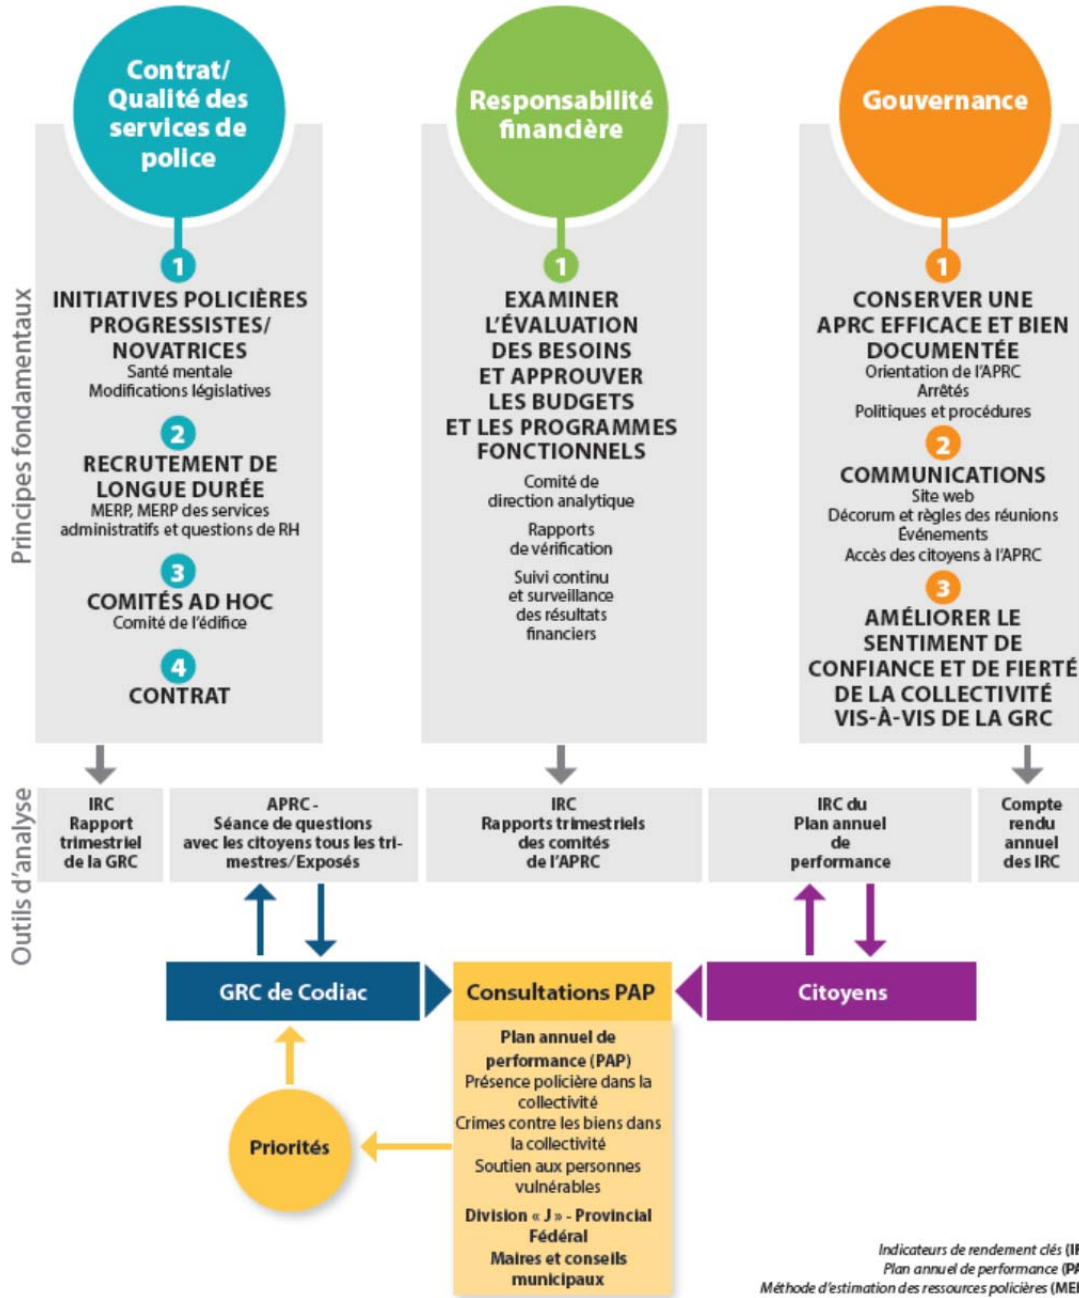 Contrat/
Qualité des
services de
police
Responsabilité
financière
Gouvernance
Principes fondamentaux
1
INITIATIVES POLICIÈRES
PROGRESSISTES/
NOVATRICES
Santé mentale
Modifications législatives
2
RECRUTEMENT DE
LONGUE DURÉE
MERP, MERP des services
administratifs et questions de RH
3
COMITÉS AD HOC
Comité de l'édifice
4
CONTRAT
1
EXAMINER
L'ÉVALUATION
DES BESOINS
ET APPROUVER
LES BUDGETS
ET LES PROGRAMMES
FONCTIONNELS
Comité de
direction analytique
Rapports
de vérification
Suivi continu
et surveillance
des résultats
financiers
1
CONSERVER UNE
APRC EFFICACE ET BIEN
DOCUMENTÉE
Orientation de l'APRC
Arrêtés
Politiques et procédures
2
COMMUNICATIONS
Site web
Décorum et règles des réunions
Événements
Accès des citoyens à l'APRC
3
AMÉLIORER LE
SENTIMENT DE
CONFIANCE ET DE FIERTÉ
DE LA COLLECTIVITÉ
VIS-À-VIS DE LA GRC
Outils d'analyse
IRC
Rapport
trimestriel
de la GRC
APRC -
Séance de questions
avec les citoyens tous les tri-
mestres/Exposés
IRC
Rapports trimestriels
des comités
de l'APRC
IRC du
Plan annuel
de
performance
Compte
rendu
annuel
des IRC
GRC de Codiac
Consultations PAP
Citoyens
Plan annuel de
performance (PAP)
Présence policière dans la
collectivité
Crimes contre les biens dans
la collectivité
Soutien aux personnes
vulnérables
Division « J » - Provincial
Fédéral
Maires et conseils
municipaux
Priorités
Indicateurs de rendement clés
Plan annuel de performance
Méthode d'estimation des ressources policières